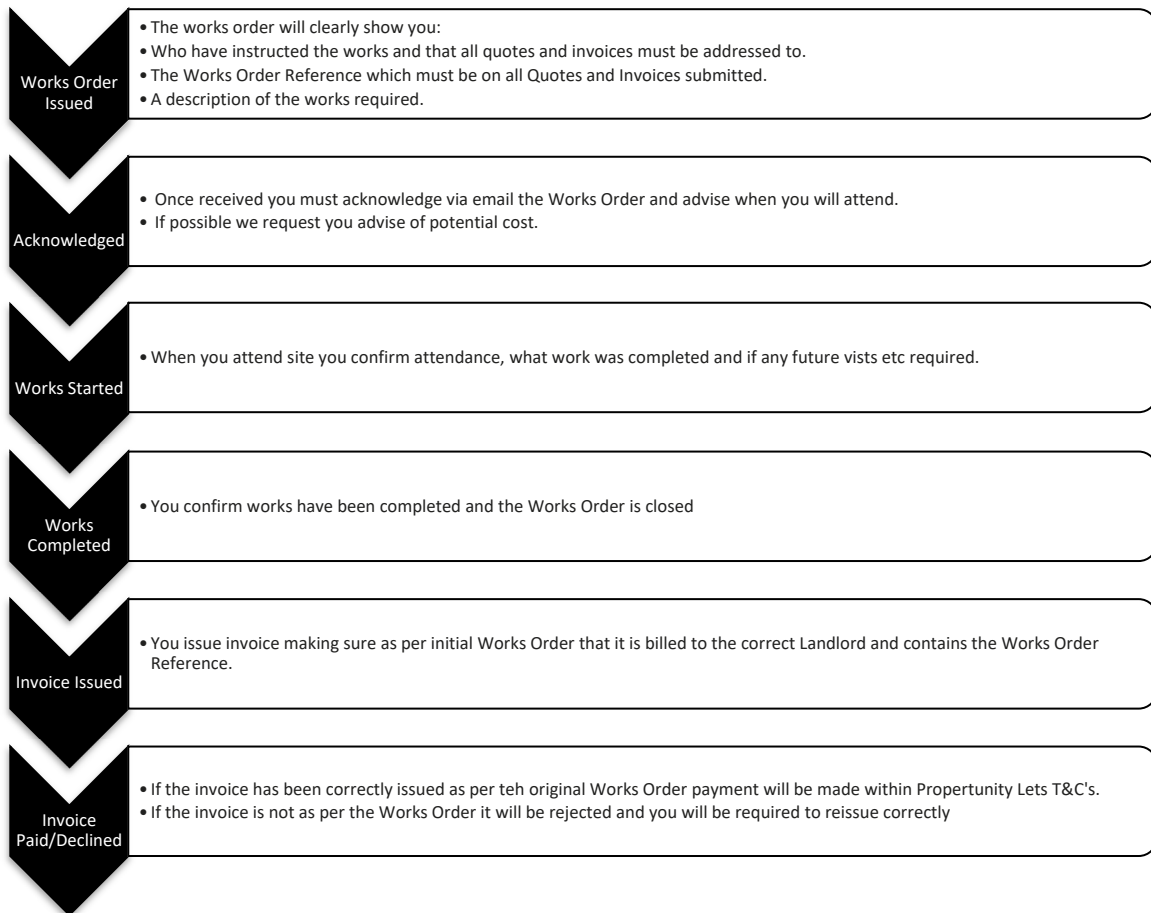 Works Order
Issued
• The works order will clearly show you:
• Who have instructed the works and that all quotes and invoices must be addressed to.
• The Works Order Reference which must be on all Quotes and Invoices submitted.
• A description of the works required.
Acknowledged
• Once received you must acknowledge via email the Works Order and advise when you will attend.
• If possible we request you advise of potential cost.
Works Started
• When you attend site you confirm attendance, what work was completed and if any future vists etc required.
Works
Completed
• You confirm works have been completed and the Works Order is closed
Invoice Issued
• You issue invoice making sure as per initial Works Order that it is billed to the correct Landlord and contains the Works Order
Reference.
Invoice
Paid/Declined
• If the invoice has been correctly issued as per teh original Works Order payment will be made within Propertunity Lets T&C's.
• If the invoice is not as per the Works Order it will be rejected and you will be required to reissue correctly